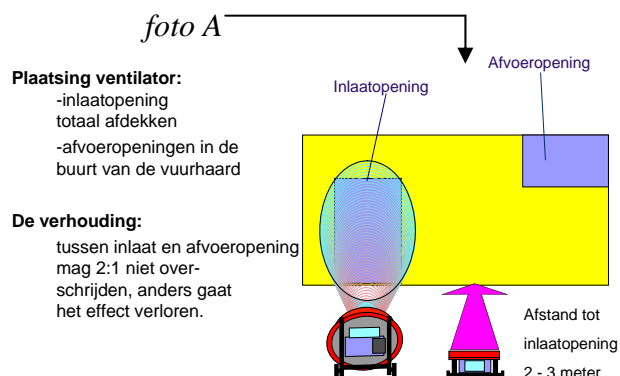 foto A
Plaatsing ventilator:
-inlaatopening
totaal afdekken
-afvoeropeningen in de
buurt van de vuurhaard
De verhouding:
tussen inlaat en afvoeropening
mag 2:1 niet over-
schrijden, anders gaat
het effect verloren.
Inlaatopening
Afvoeropening
Afstand tot
inlaatopening
2 - 3 meter